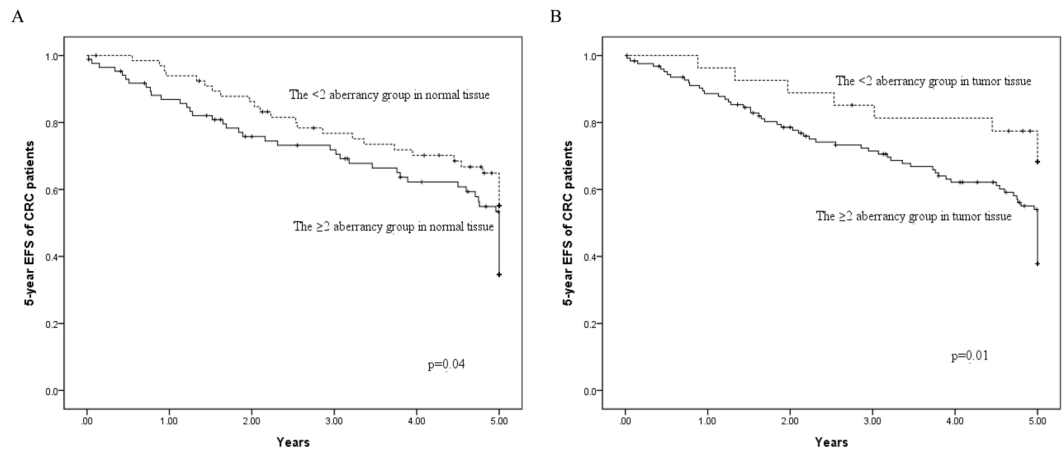 A
B
5-year EFS of CRC patients
1.0
0.8
0.6
0.4
0.2
0.0
The <2 aberrancy group in normal tissue
The ≥2 aberrancy group in normal tissue
p=0.04
.00
1.00
2.00
3.00
4.00
5.00
Years
5-year EFS of CRC patients
1.0
0.8
0.6
0.4
0.2
0.0
The <2 aberrancy group in tumor tissue
The ≥2 aberrancy group in tumor tissue
p=0.01
.00
1.00
2.00
3.00
4.00
5.00
Years